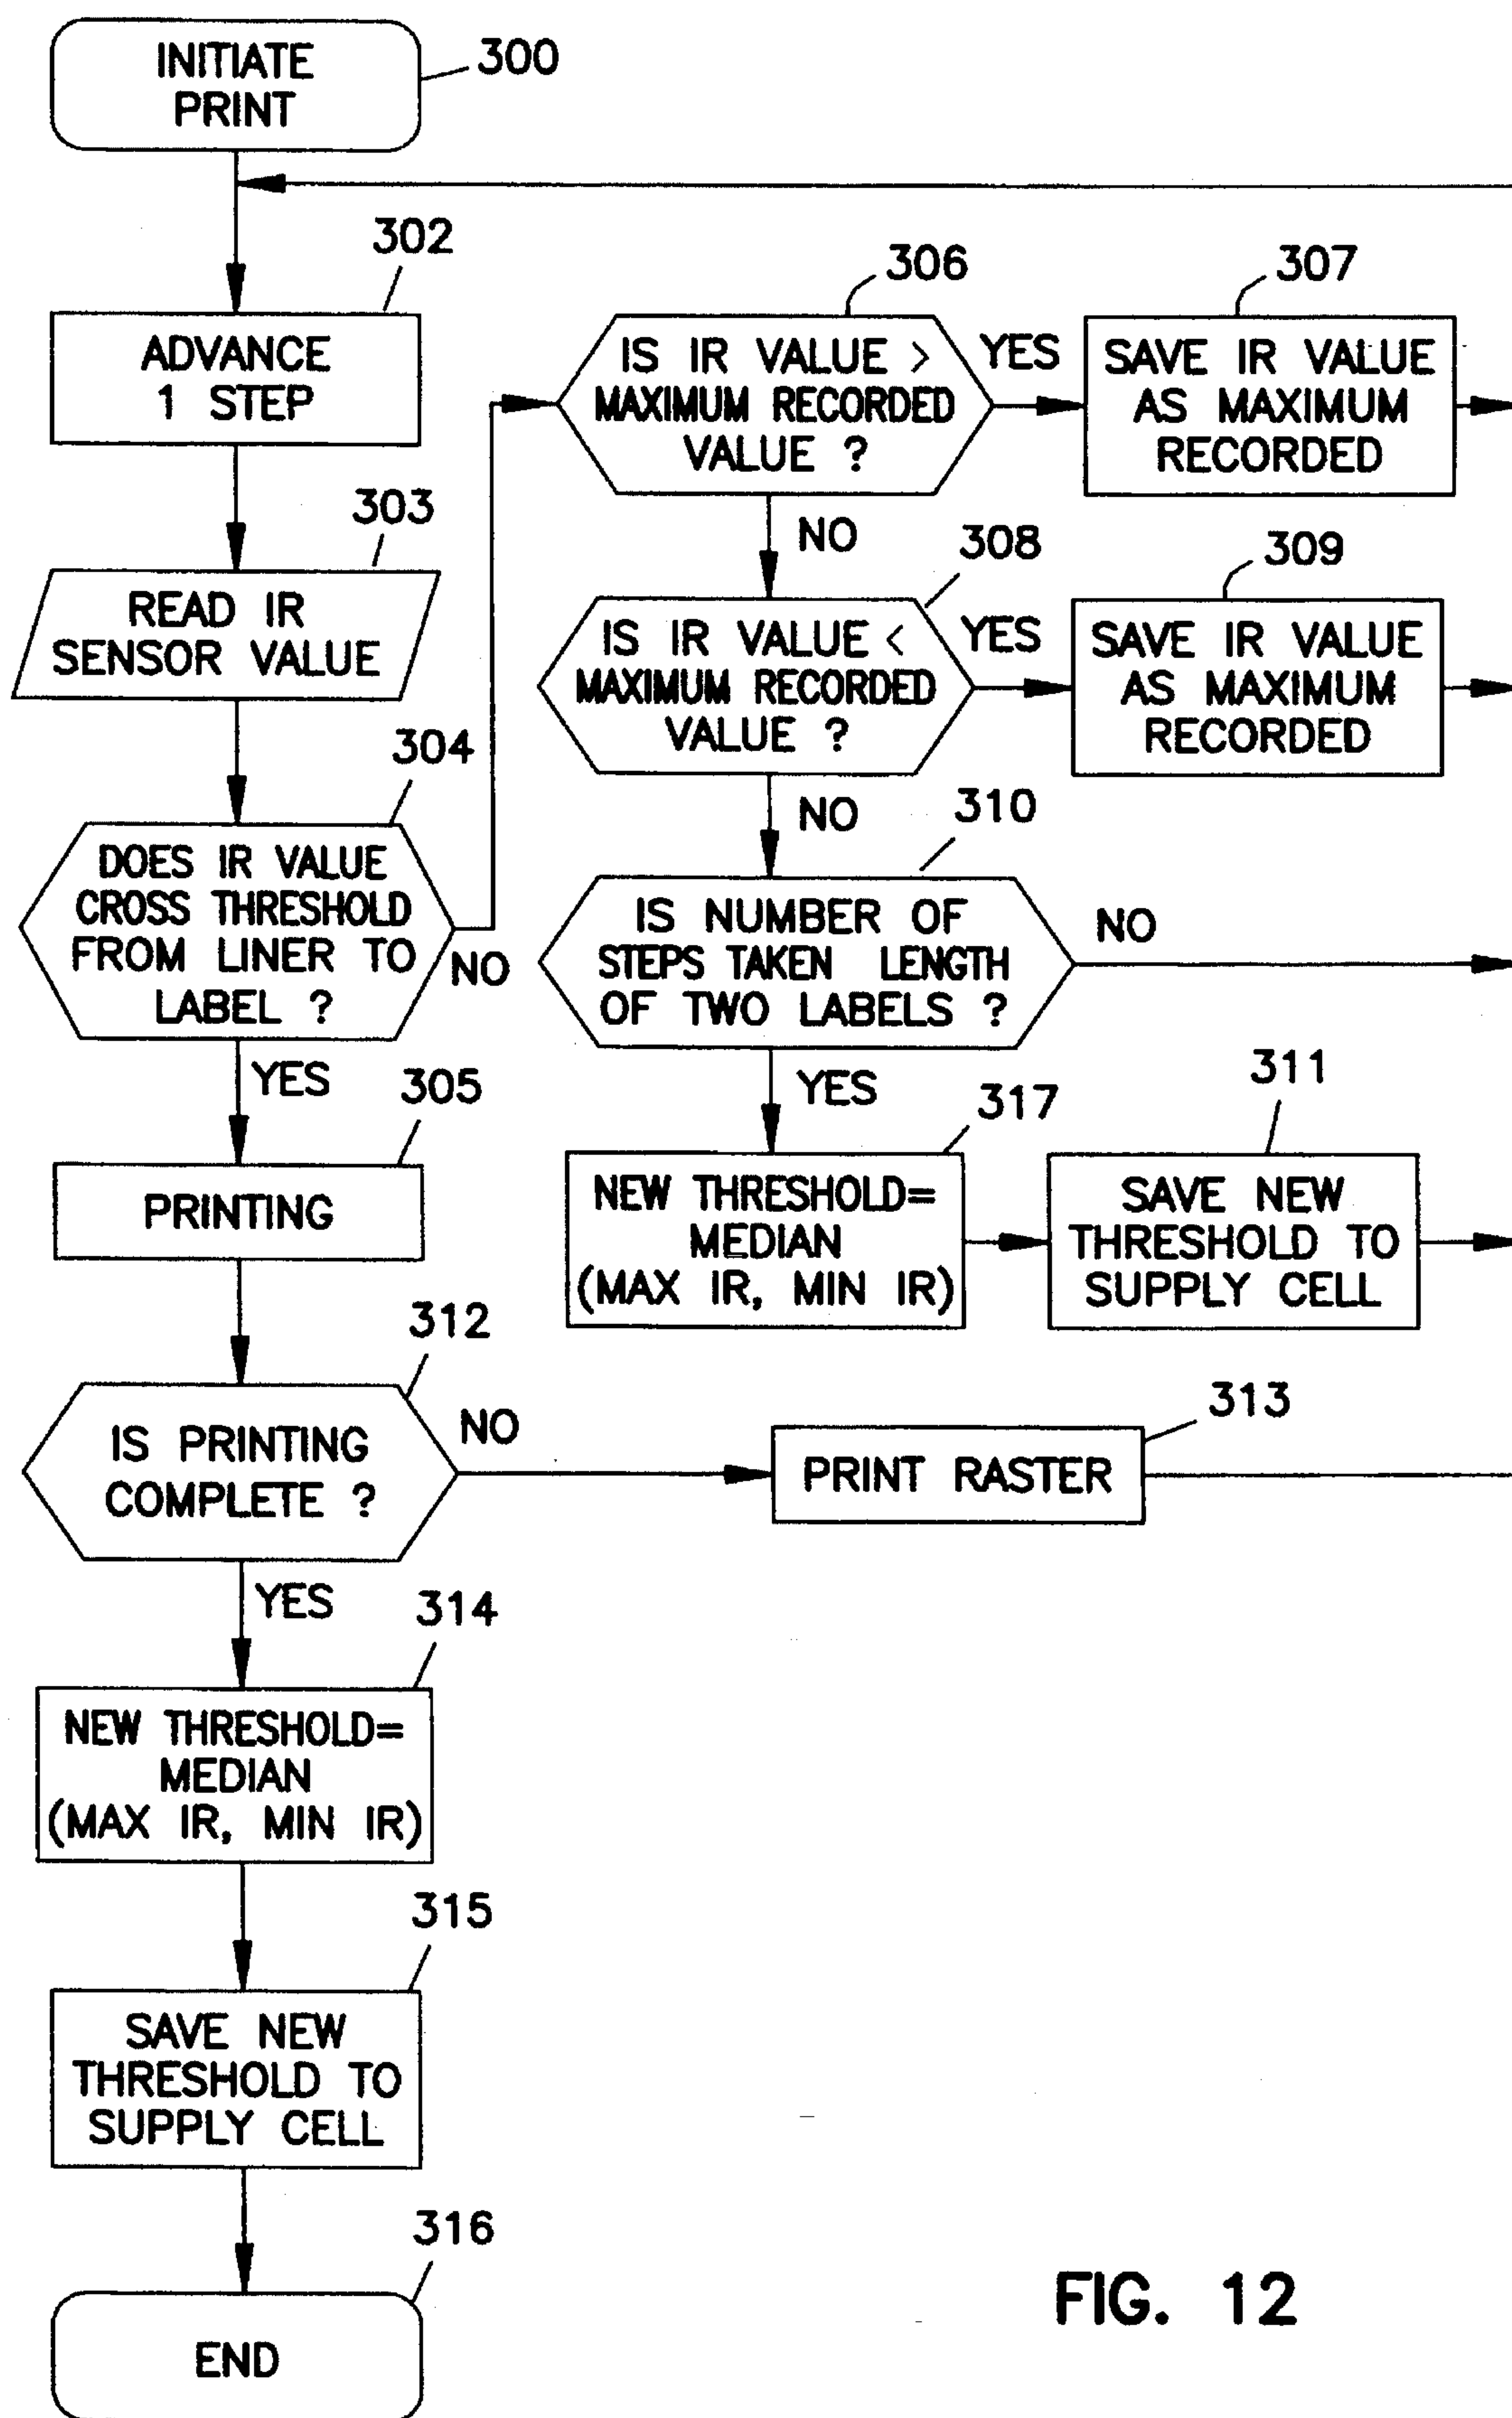 INITIATE
PRINT
300
302
ADVANCE
1 STEP
303
READ IR
SENSOR VALUE
304
DOES IR VALUE
CROSS THRESHOLD
FROM LINER TO
LABEL ?
NO
YES
305
PRINTING
306
IS IR VALUE >
MAXIMUM RECORDED
VALUE ?
YES
307
SAVE IR VALUE
AS MAXIMUM
RECORDED
NO
308
IS IR VALUE <
MAXIMUM RECORDED
VALUE ?
YES
309
SAVE IR VALUE
AS MAXIMUM
RECORDED
NO
310
IS NUMBER OF
STEPS TAKEN LENGTH
OF TWO LABELS ?
NO
YES
317
NEW THRESHOLD=
MEDIAN
(MAX IR, MIN IR)
311
SAVE NEW
THRESHOLD TO
SUPPLY CELL
312
IS PRINTING
COMPLETE ?
NO
313
PRINT RASTER
YES
314
NEW THRESHOLD=
MEDIAN
(MAX IR, MIN IR)
315
SAVE NEW
THRESHOLD TO
SUPPLY CELL
316
END
FIG. 12